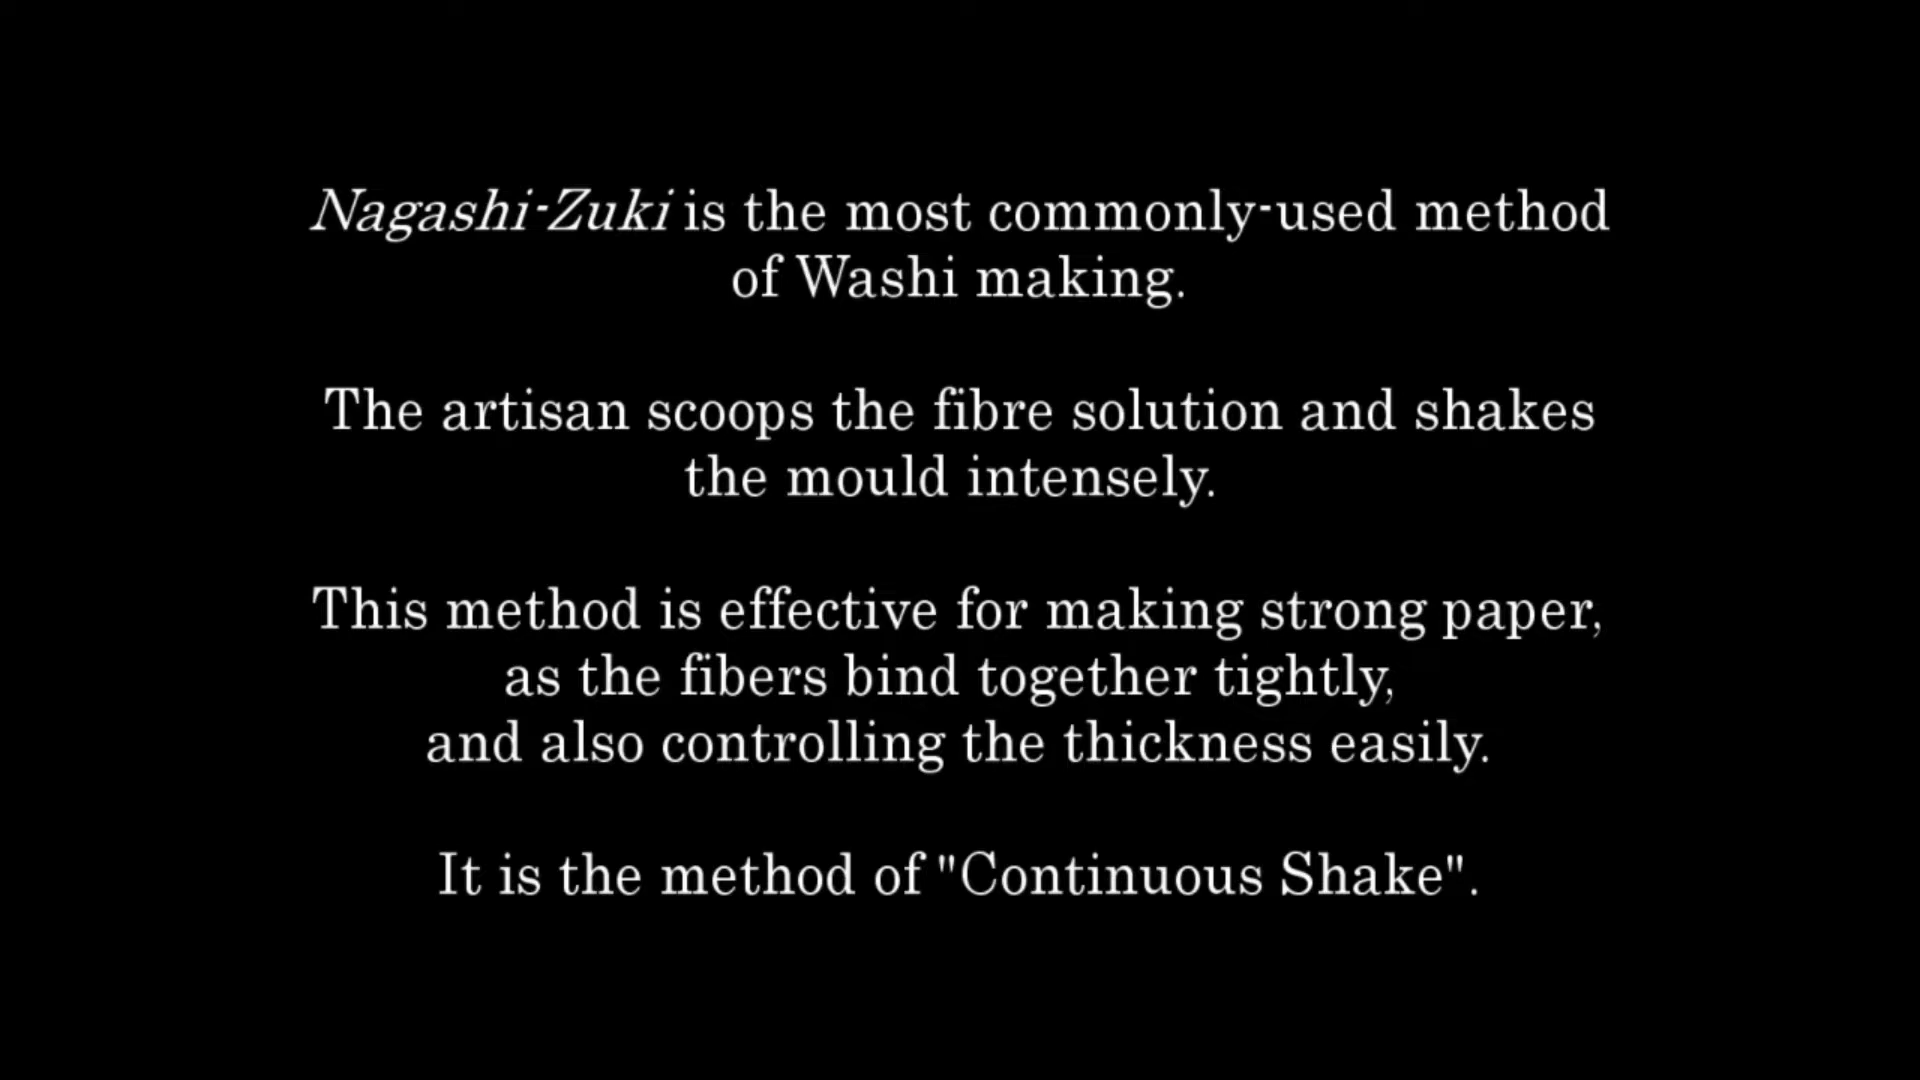 Nagashi-Zuki is the most commonly-used method
of Washi making.
The artisan scoops the fibre solution and shakes
the mould intensely.
This method is effective for making strong paper,
as the fibers bind together tightly,
and also controlling the thickness easily.
It is the method of "Continuous Shake".